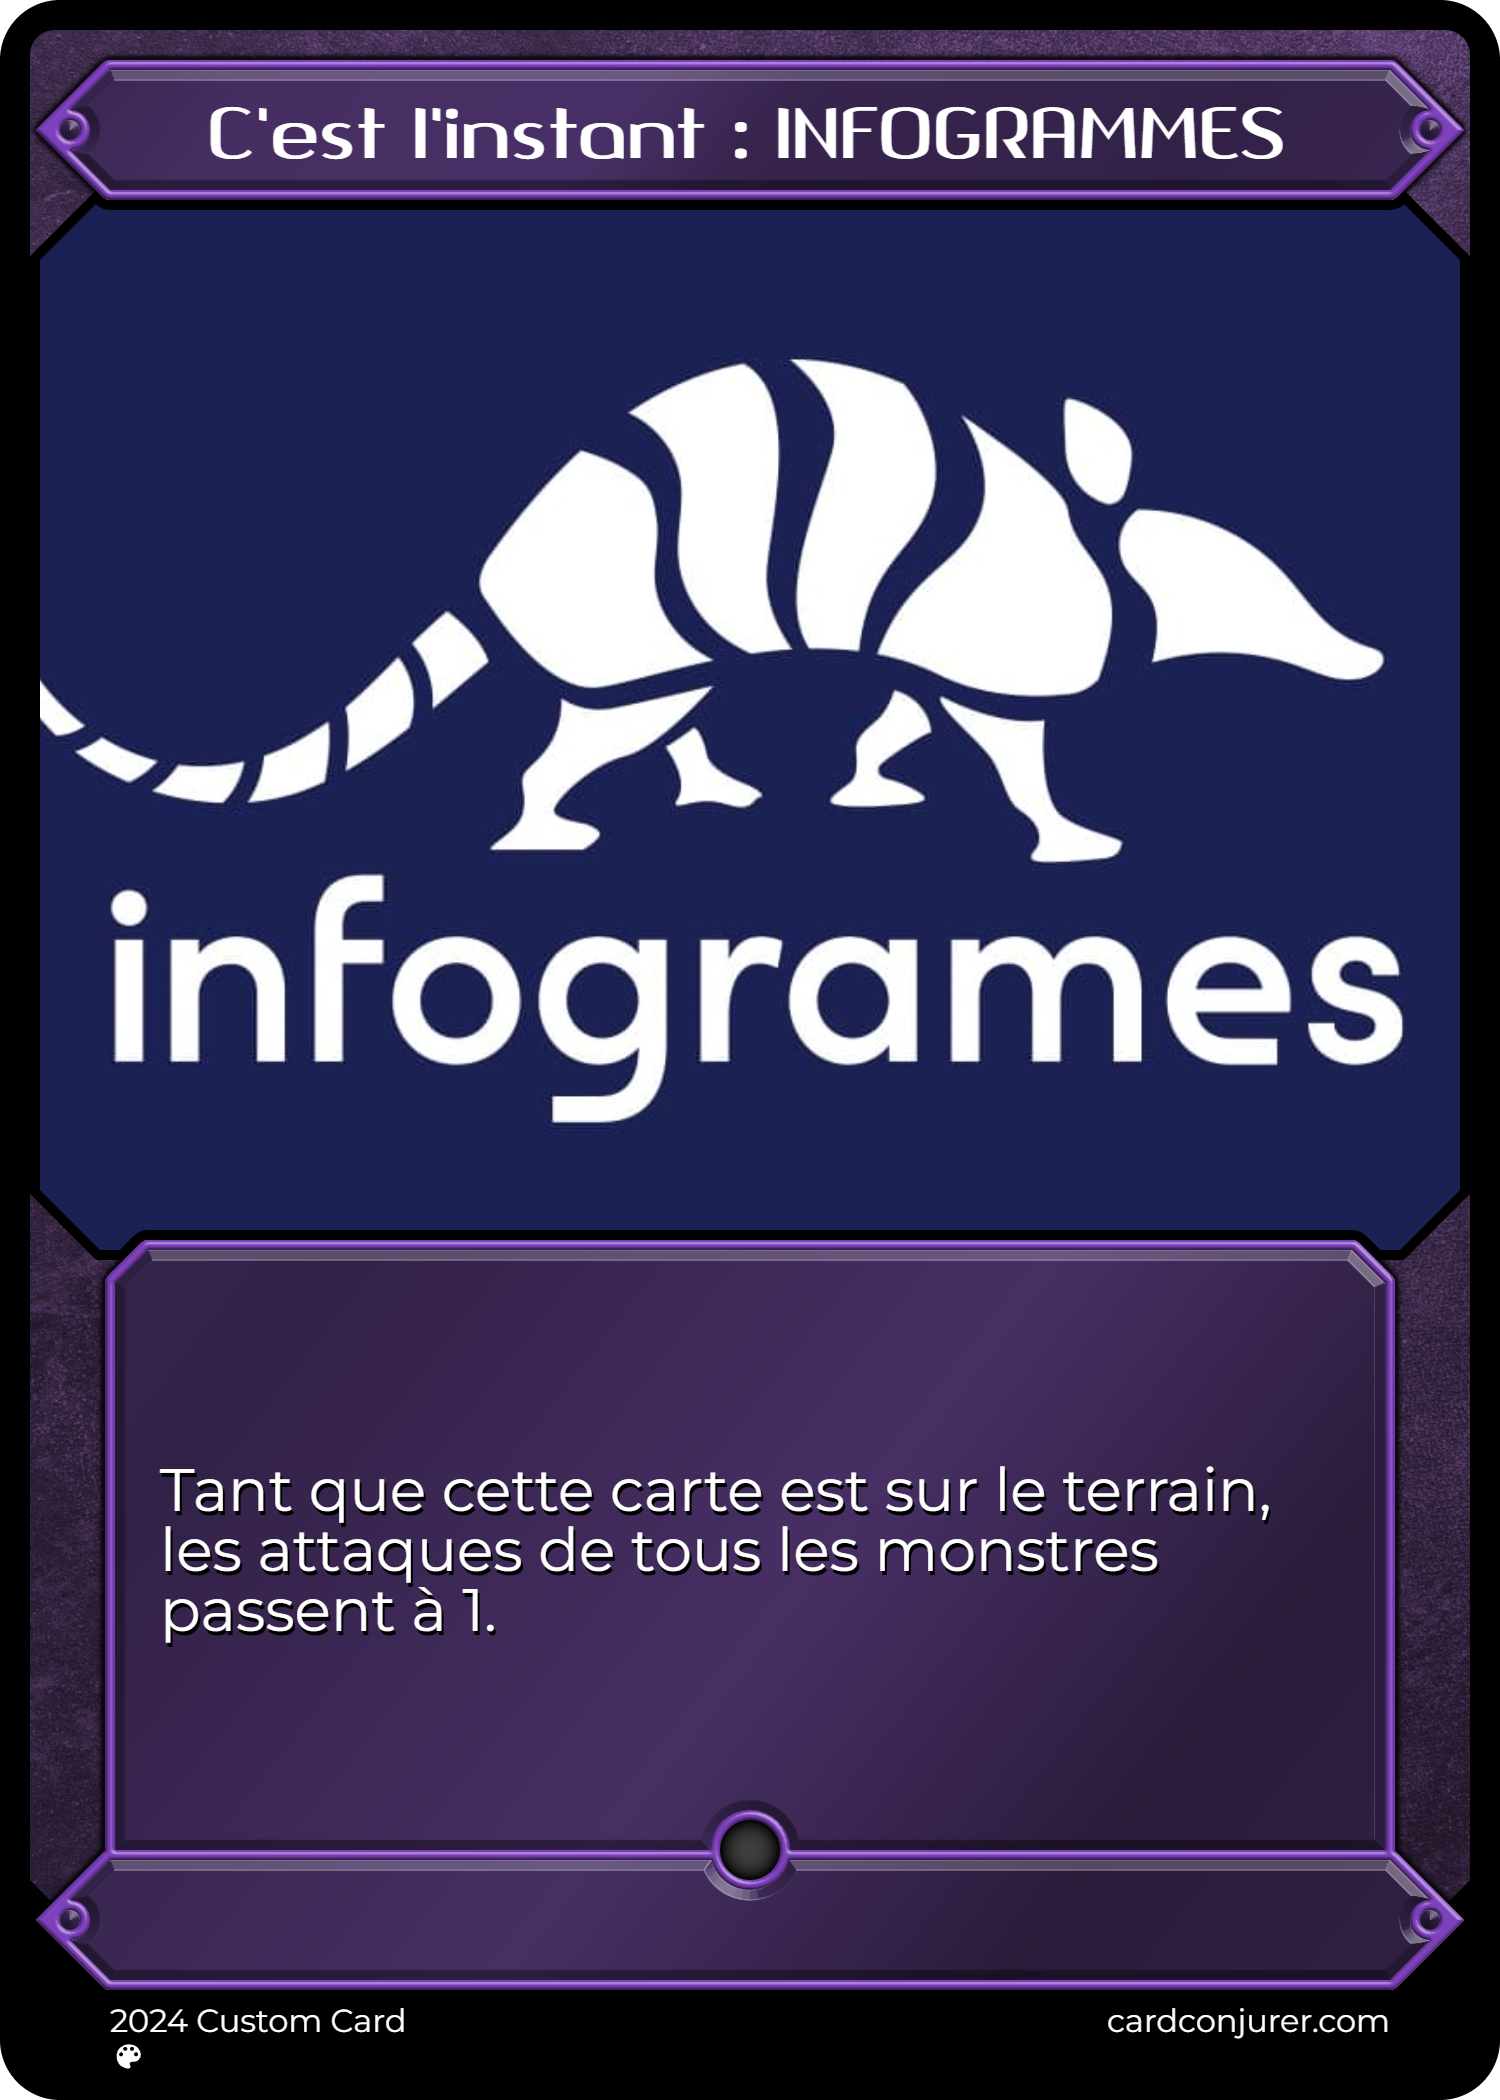 C'est l'instant : INFOGRAMMES
infogrames
Tant que cette carte est sur le terrain,
les attaques de tous les monstres
passent à 1.
2024 Custom Card
cardconjurer.com